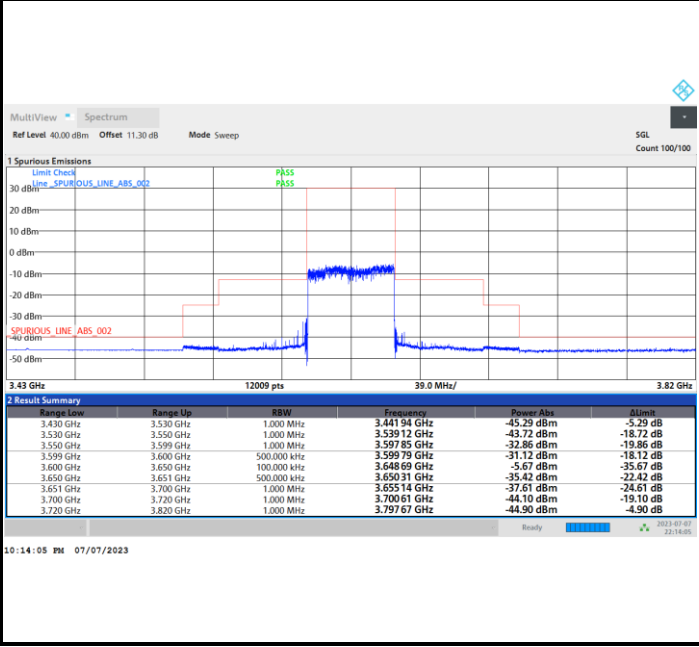 MultiView Spectrum
Ref Level 40.00 dBm Offset 11.30 dB Mode Sweep SGL
Count 100/100
1 Spurious Emissions
Limit Check PASS
Line _SPURIOUS_LINE_ABS_002 PASS
30 dBm
20 dBm
10 dBm
0 dBm
-10 dBm
-20 dBm
-30 dBm
SPURIOUS_LINE_ABS_002
-40 dBm
-50 dBm
3.43 GHz 12009 pts 39.0 MHz/ 3.82 GHz
2 Result Summary
Range Low Range Up RBW Frequency Power Abs ΔLimit
3.430 GHz 3.530 GHz 1.000 MHz 3.441 94 GHz -45.29 dBm -5.29 dB
3.530 GHz 3.550 GHz 1.000 MHz 3.539 12 GHz -43.72 dBm -18.72 dB
3.550 GHz 3.599 GHz 1.000 MHz 3.597 85 GHz -32.86 dBm -19.86 dB
3.599 GHz 3.600 GHz 500.000 kHz 3.599 79 GHz -31.12 dBm -18.12 dB
3.600 GHz 3.650 GHz 100.000 kHz 3.648 69 GHz -5.67 dBm -35.67 dB
3.650 GHz 3.651 GHz 500.000 kHz 3.650 31 GHz -35.42 dBm -22.42 dB
3.651 GHz 3.700 GHz 1.000 MHz 3.655 14 GHz -37.61 dBm -24.61 dB
3.700 GHz 3.720 GHz 1.000 MHz 3.700 61 GHz -44.10 dBm -19.10 dB
3.720 GHz 3.820 GHz 1.000 MHz 3.797 67 GHz -44.90 dBm -4.90 dB
Ready 2023-07-07
22:14:05
10:14:05 PM 07/07/2023